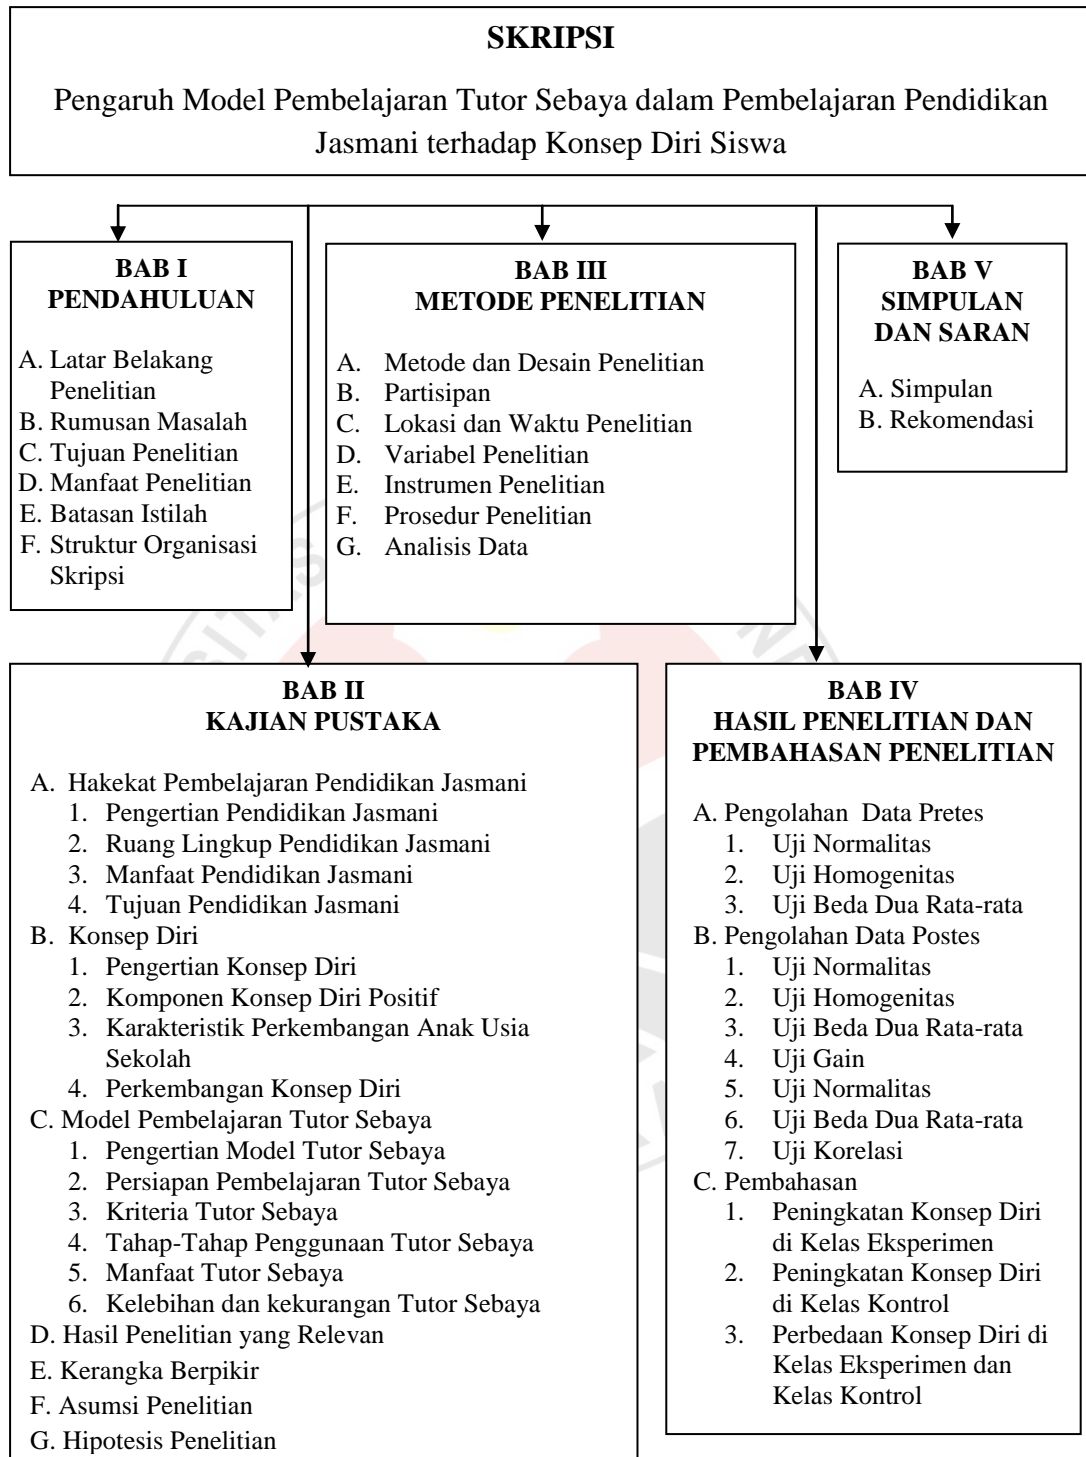 SKRIPSI
Pengaruh Model Pembelajaran Tutor Sebaya dalam Pembelajaran Pendidikan
Jasmani terhadap Konsep Diri Siswa
BAB I
PENDAHULUAN
A. Latar Belakang
Penelitian
B. Rumusan Masalah
C. Tujuan Penelitian
D. Manfaat Penelitian
E. Batasan Istilah
F. Struktur Organisasi
Skripsi
BAB III
METODE PENELITIAN
A. Metode dan Desain Penelitian
B. Partisipan
C. Lokasi dan Waktu Penelitian
D. Variabel Penelitian
E. Instrumen Penelitian
F. Prosedur Penelitian
G. Analisis Data
BAB V
SIMPULAN
DAN SARAN
A. Simpulan
B. Rekomendasi
BAB II
KAJIAN PUSTAKA
A. Hakekat Pembelajaran Pendidikan Jasmani
1. Pengertian Pendidikan Jasmani
2. Ruang Lingkup Pendidikan Jasmani
3. Manfaat Pendidikan Jasmani
4. Tujuan Pendidikan Jasmani
B. Konsep Diri
1. Pengertian Konsep Diri
2. Komponen Konsep Diri Positif
3. Karakteristik Perkembangan Anak Usia
Sekolah
4. Perkembangan Konsep Diri
C. Model Pembelajaran Tutor Sebaya
1. Pengertian Model Tutor Sebaya
2. Persiapan Pembelajaran Tutor Sebaya
3. Kriteria Tutor Sebaya
4. Tahap-Tahap Penggunaan Tutor Sebaya
5. Manfaat Tutor Sebaya
6. Kelebihan dan kekurangan Tutor Sebaya
D. Hasil Penelitian yang Relevan
E. Kerangka Berpikir
F. Asumsi Penelitian
G. Hipotesis Penelitian
BAB IV
HASIL PENELITIAN DAN
PEMBAHASAN PENELITIAN
A. Pengolahan Data Pretes
1. Uji Normalitas
2. Uji Homogenitas
3. Uji Beda Dua Rata-rata
B. Pengolahan Data Postes
1. Uji Normalitas
2. Uji Homogenitas
3. Uji Beda Dua Rata-rata
4. Uji Gain
5. Uji Normalitas
6. Uji Beda Dua Rata-rata
7. Uji Korelasi
C. Pembahasan
1. Peningkatan Konsep Diri
di Kelas Eksperimen
2. Peningkatan Konsep Diri
di Kelas Kontrol
3. Perbedaan Konsep Diri di
Kelas Eksperimen dan
Kelas Kontrol